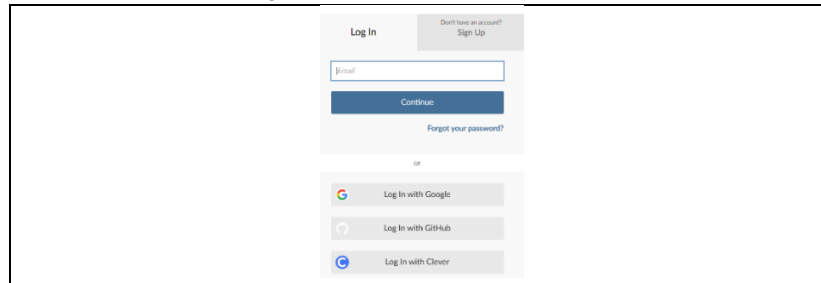 Don't have an account?
Log In
Sign Up
Email
Continue
Forgot your password?
or
Log In with Google
Log In with GitHub
Log In with Clever